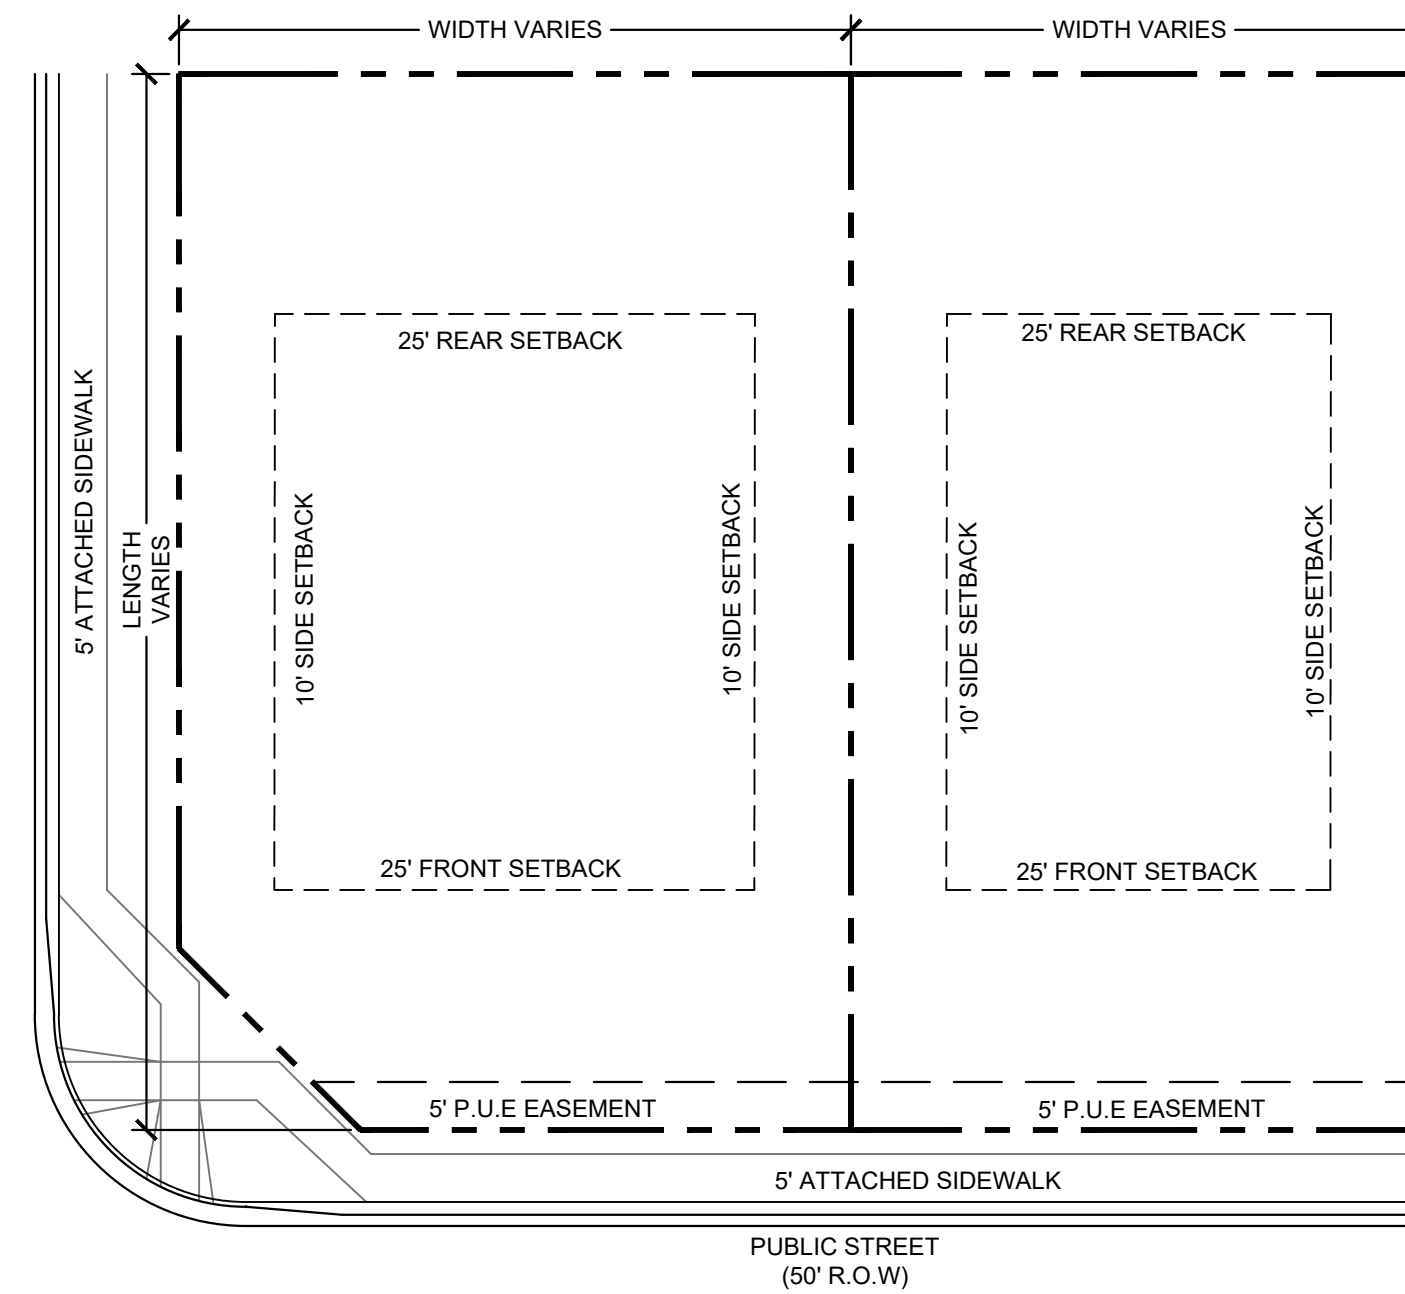 WIDTH VARIES
WIDTH VARIES
25' REAR SETBACK
25' REAR SETBACK
5' ATTACHED SIDEWALK
LENGTH
VARIES
10' SIDE SETBACK
10' SIDE SETBACK
10' SIDE SETBACK
10' SIDE SETBACK
25' FRONT SETBACK
25' FRONT SETBACK
5' P.U.E EASEMENT
5' P.U.E EASEMENT
5' ATTACHED SIDEWALK
PUBLIC STREET
(50' R.O.W)